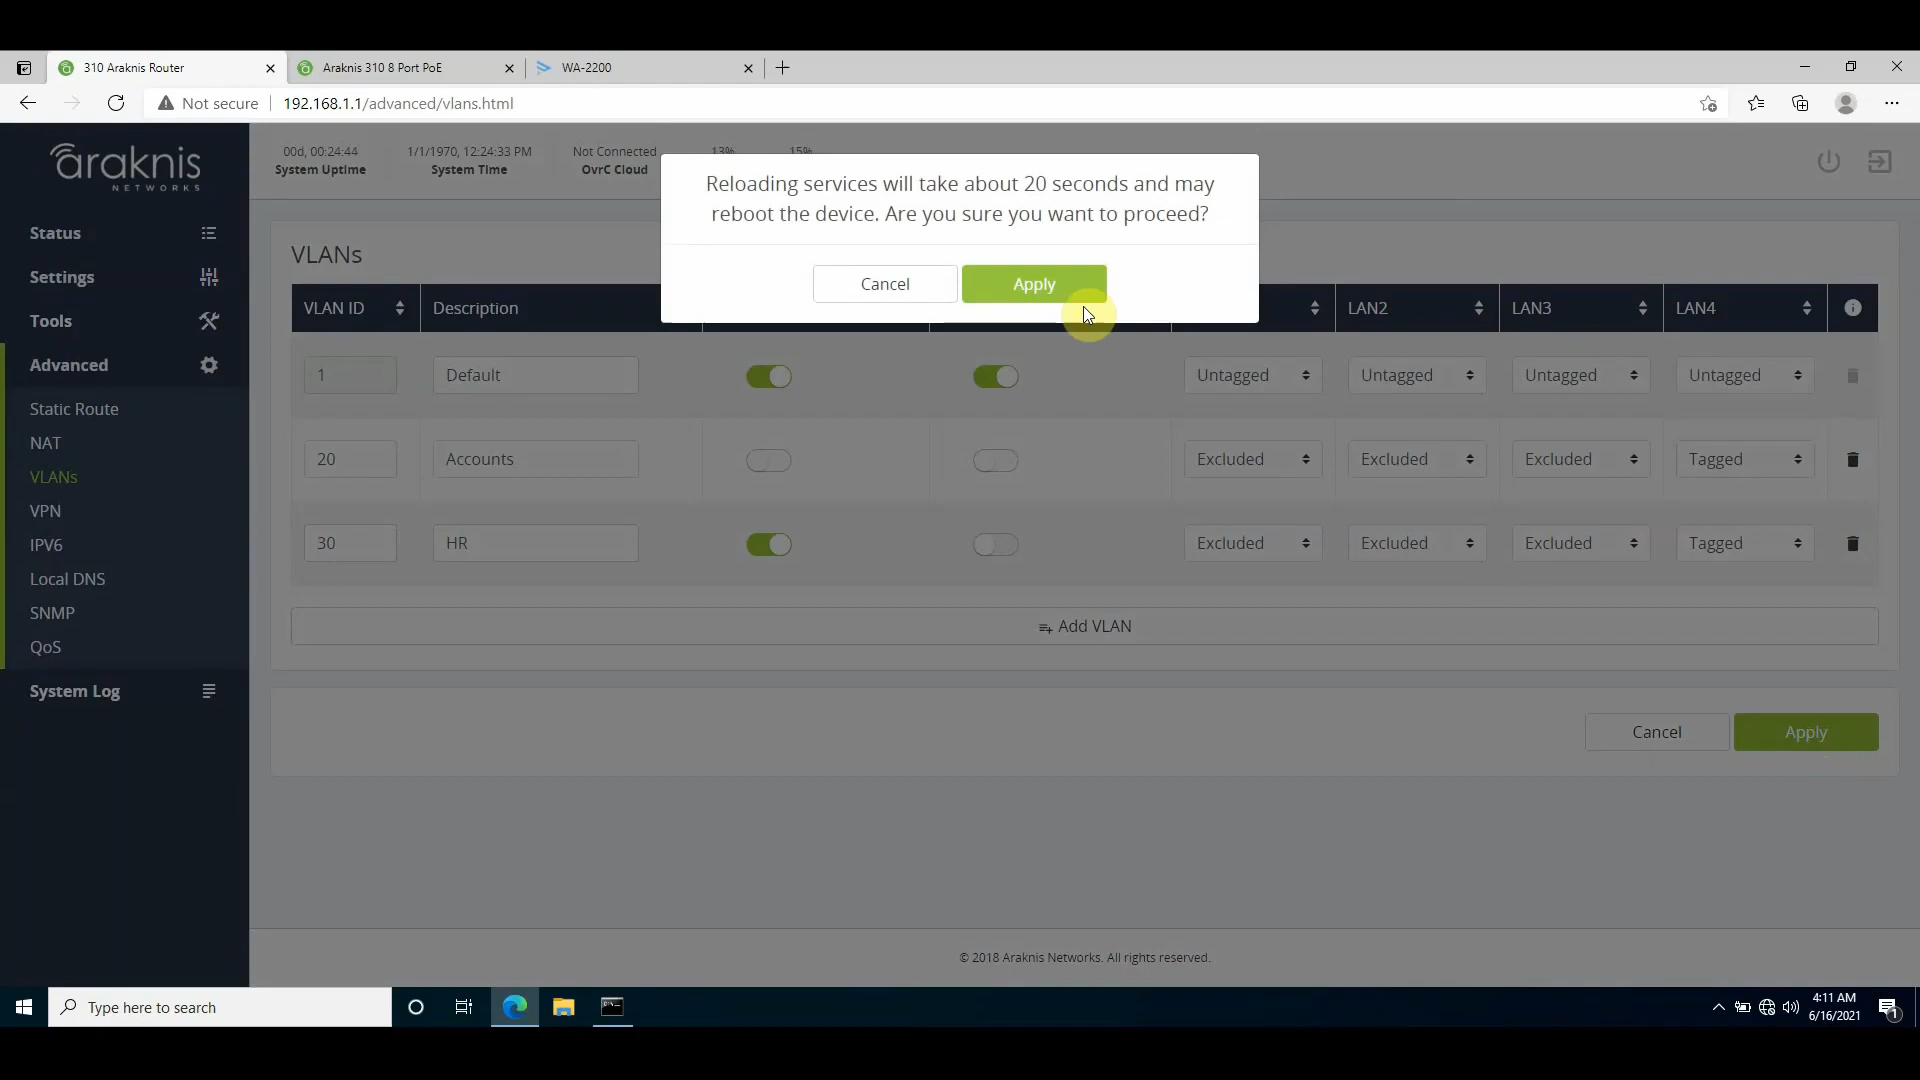 310 Araknis Router
Araknis 310 8 Port PoE
WA-2200
Not secure
192.168.1.1/advanced/vlans.html
araknis
NETWORKS
00d, 00:24:44
System Uptime
1/1/1970, 12:24:33 PM
System Time
Not Connected
OvrC Cloud
13%
15%
Reloading services will take about 20 seconds and may
reboot the device. Are you sure you want to proceed?
Cancel
Apply
Status
Settings
Tools
Advanced
Static Route
NAT
VLANs
VPN
IPV6
Local DNS
SNMP
QoS
System Log
VLANs
VLAN ID
Description
LAN2
LAN3
LAN4
1
Default
Untagged
Untagged
Untagged
Untagged
20
Accounts
Excluded
Excluded
Excluded
Tagged
30
HR
Excluded
Excluded
Excluded
Tagged
Add VLAN
Cancel
Apply
© 2018 Araknis Networks. All rights reserved.
Type here to search
4:11 AM
6/16/2021
1